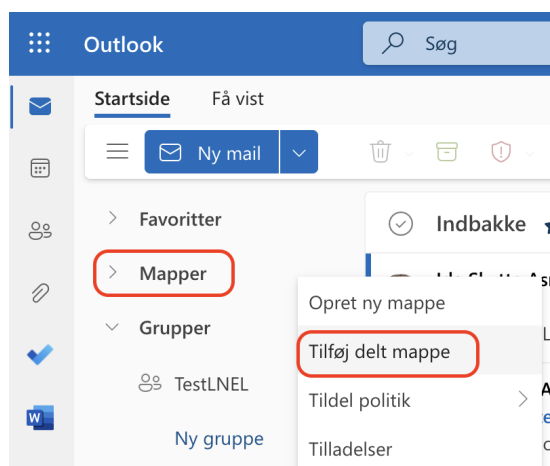 Outlook
Søg
Startside
Få vist
Ny mail
Favoritter
Indbakke
Mapper
Opret ny mappe
Grupper
Tilføj delt mappe
TestLNEL
Tildel politik
Ny gruppe
Tilladelser
W